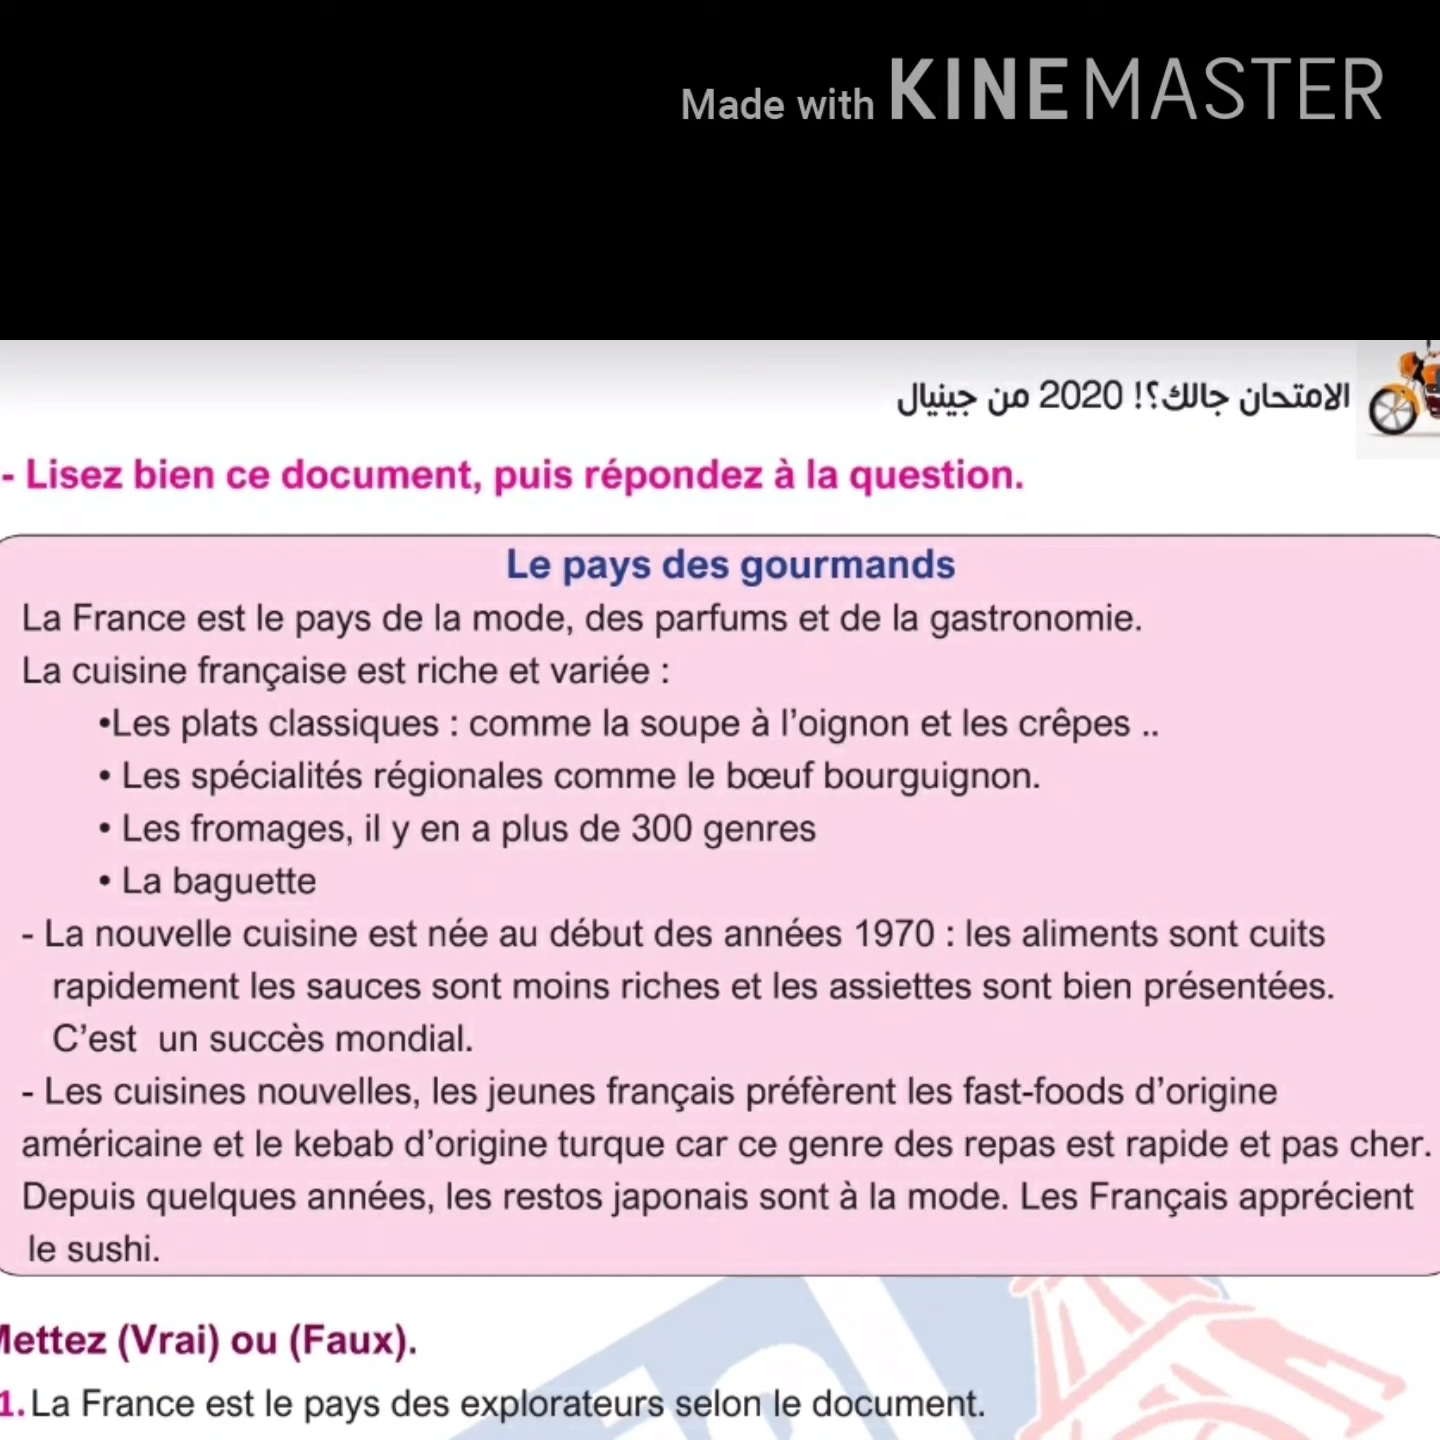 Made with KINEMASTER
الامتحان جالك؟! 2020 من جينيال
- Lisez bien ce document, puis répondez à la question.
Le pays des gourmands
La France est le pays de la mode, des parfums et de la gastronomie.
La cuisine française est riche et variée :
•Les plats classiques : comme la soupe à l’oignon et les crêpes ..
• Les spécialités régionales comme le bœuf bourguignon.
• Les fromages, il y en a plus de 300 genres
• La baguette
- La nouvelle cuisine est née au début des années 1970 : les aliments sont cuits
rapidement les sauces sont moins riches et les assiettes sont bien présentées.
C’est un succès mondial.
- Les cuisines nouvelles, les jeunes français préfèrent les fast-foods d’origine
américaine et le kebab d’origine turque car ce genre des repas est rapide et pas cher.
Depuis quelques années, les restos japonais sont à la mode. Les Français apprécient
le sushi.
Mettez (Vrai) ou (Faux).
1. La France est le pays des explorateurs selon le document.